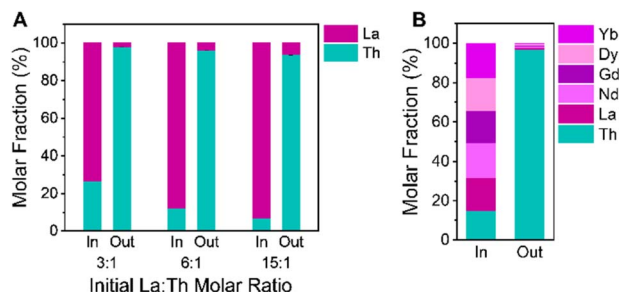 A
La
Th
Molar Fraction (%)
100
80
60
40
20
0
In Out In Out In Out
3:1 6:1 15:1
Initial La:Th Molar Ratio
B
Yb
Dy
Gd
Nd
La
Th
Molar Fraction (%)
100
80
60
40
20
0
In Out